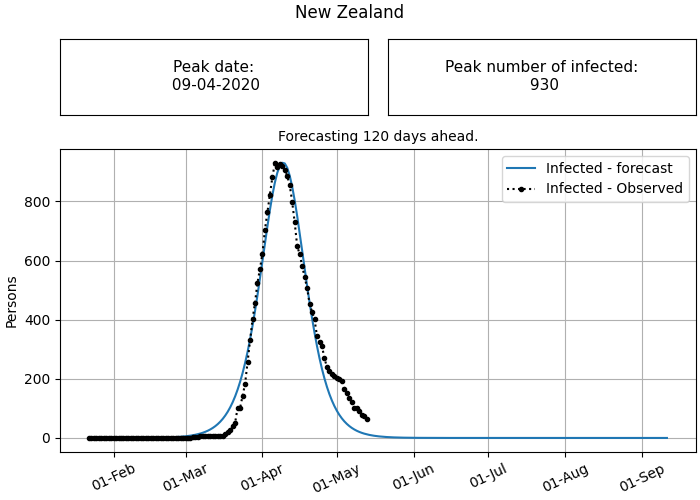 New Zealand
Peak date:
09-04-2020
Peak number of infected:
930
Forecasting 120 days ahead.
Infected - forecast
Infected - Observed
Persons
800
600
400
200
0
01-Feb
01-Mar
01-Apr
01-May
01-Jun
01-Jul
01-Aug
01-Sep